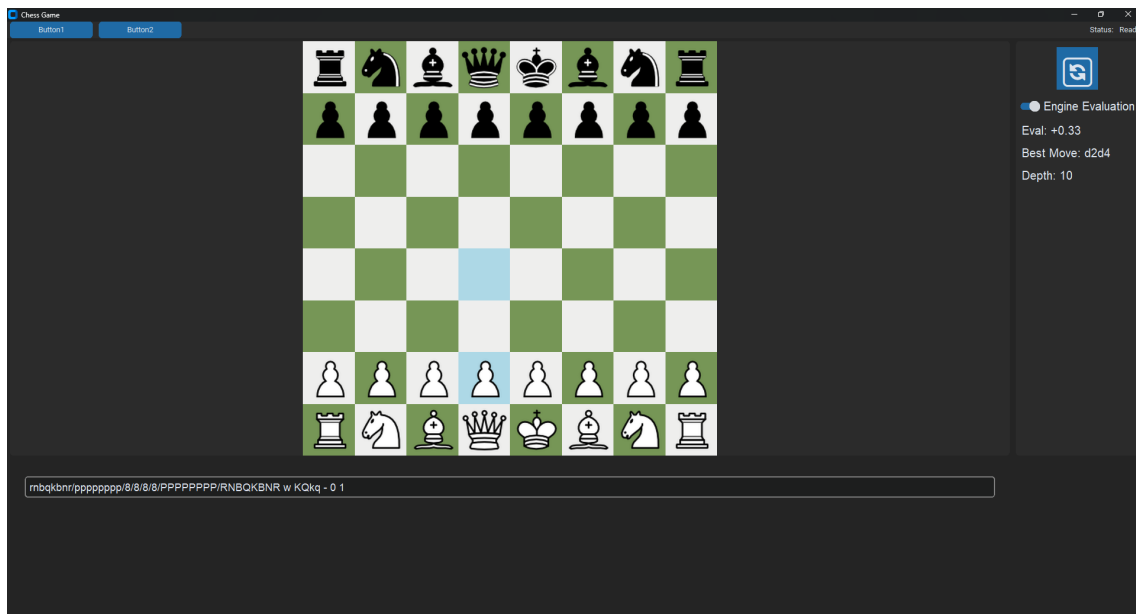 Chess Game
Button1 Button2 Status: Read
Engine Evaluation
Eval: +0.33
Best Move: d2d4
Depth: 10
rnbqkbnr/pppppppp/8/8/8/8/PPPPPPPP/RNBQKBNR w KQkq - 0 1